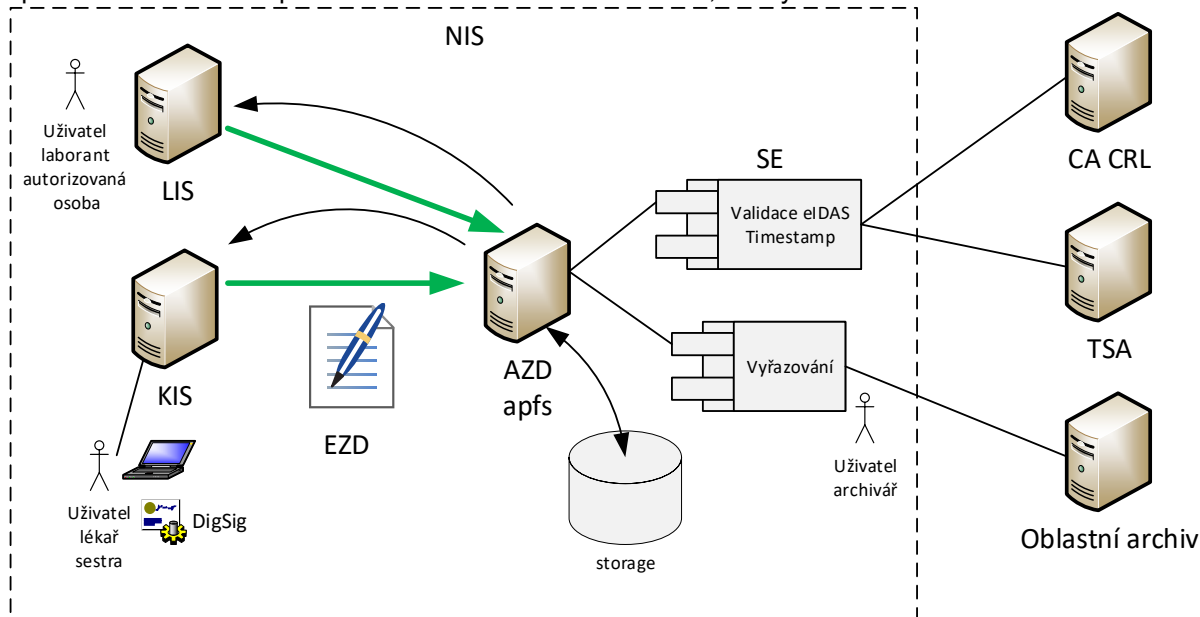 NIS
Uživatel
laborant
autorizovaná
osoba
LIS
KIS
Uživatel
lékař
sestra
DigSig
EZD
AZD
apfs
storage
SE
Validace eIDAS
Timestamp
Vyřazování
Uživatel
archivář
CA CRL
TSA
Oblastní archiv